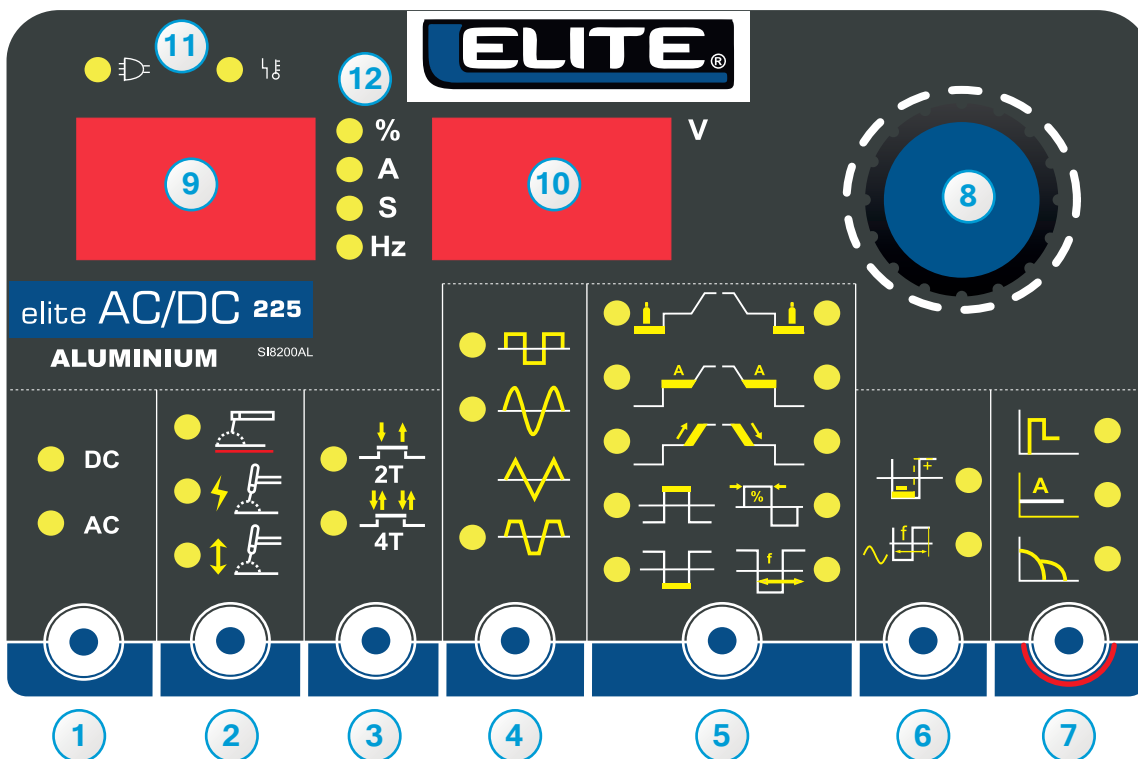 11
12
ELITE®
%
V
A
9
10
8
S
Hz
elite AC/DC 225
ALUMINIUM
SI8200AL
A
A
DC
2T
+
A
%
AC
4T
-
f
f
1
2
3
4
5
6
7